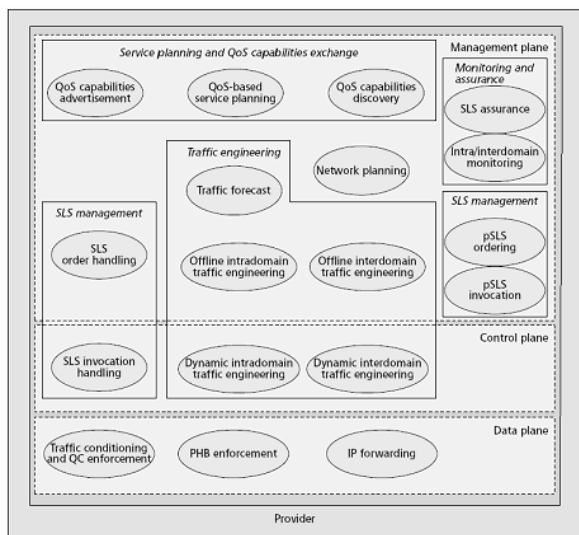 Service planning and QoS capabilities exchange
Management plane
QoS capabilities
advertisement
QoS-based
service planning
QoS capabilities
discovery
Monitoring and
assurance
SLS assurance
Intra/interdomain
monitoring
Traffic engineering
Traffic forecast
Network planning
SLS management
SLS
order handling
Offline intradomain
traffic engineering
Offline interdomain
traffic engineering
SLS management
pSLS
ordering
pSLS
invocation
Control plane
SLS invocation
handling
Dynamic intradomain
traffic engineering
Dynamic interdomain
traffic engineering
Data plane
Traffic conditioning
and QC enforcement
PHB enforcement
IP forwarding
Provider